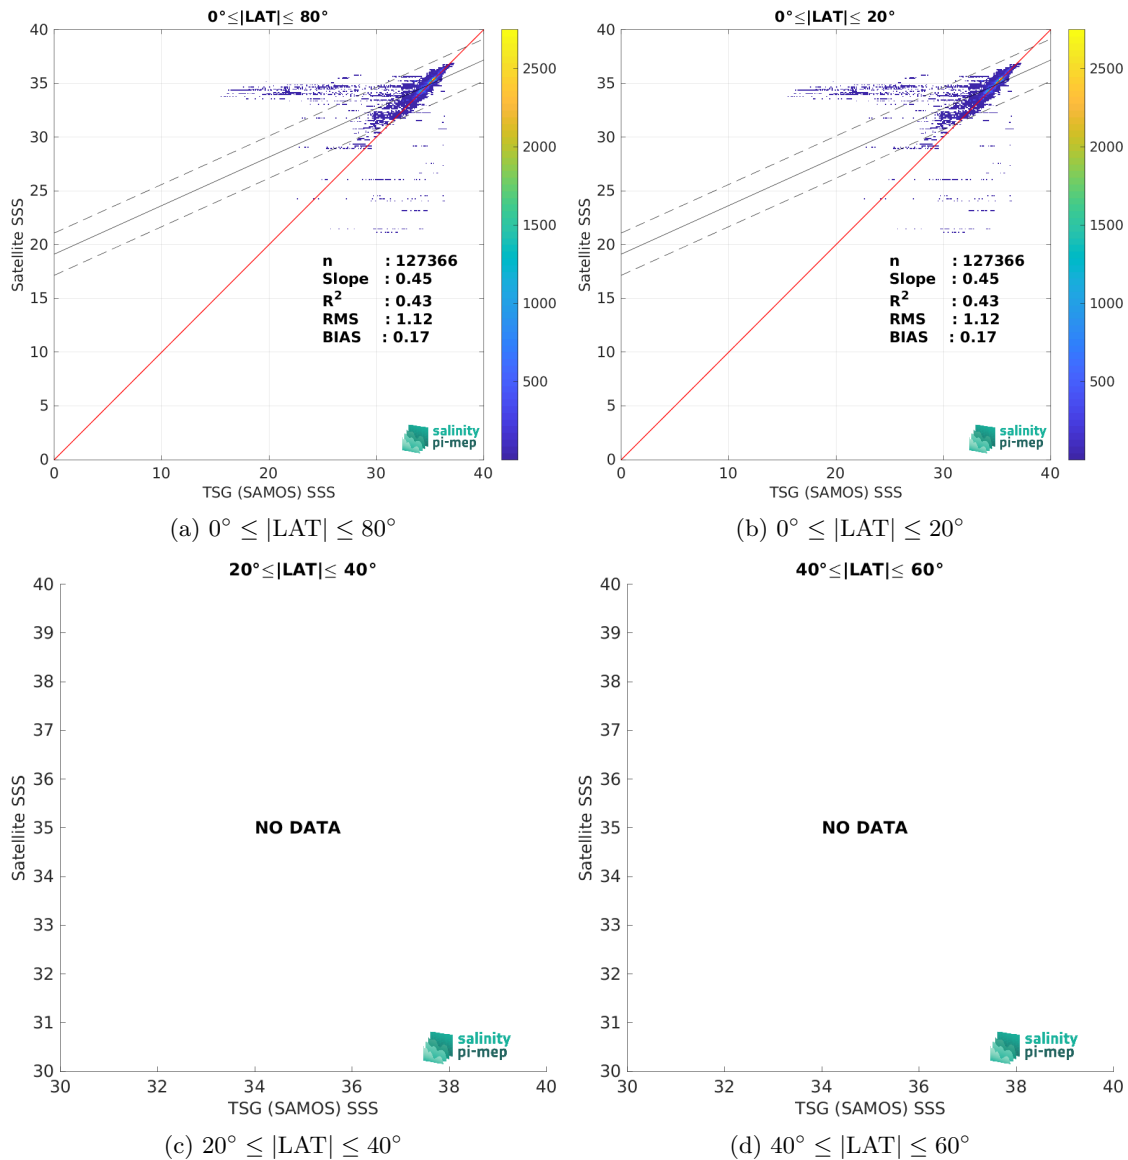 0°≤|LAT|≤ 80°
40
35
30
25
20
15
10
5
0
0
10
20
30
40
Satellite SSS
TSG (SAMOS) SSS
2500
2000
1500
1000
500
n : 127366
Slope : 0.45
R² : 0.43
RMS : 1.12
BIAS : 0.17
salinity
pi-mep
(a) 0° ≤ |LAT| ≤ 80°
0°≤|LAT|≤ 20°
40
35
30
25
20
15
10
5
0
0
10
20
30
40
Satellite SSS
TSG (SAMOS) SSS
2500
2000
1500
1000
500
n : 127366
Slope : 0.45
R² : 0.43
RMS : 1.12
BIAS : 0.17
salinity
pi-mep
(b) 0° ≤ |LAT| ≤ 20°
20°≤|LAT|≤ 40°
40
39
38
37
36
35
34
33
32
31
30
30
32
34
36
38
40
Satellite SSS
NO DATA
salinity
pi-mep
TSG (SAMOS) SSS
(c) 20° ≤ |LAT| ≤ 40°
40°≤|LAT|≤ 60°
40
39
38
37
36
35
34
33
32
31
30
30
32
34
36
38
40
Satellite SSS
NO DATA
salinity
pi-mep
TSG (SAMOS) SSS
(d) 40° ≤ |LAT| ≤ 60°